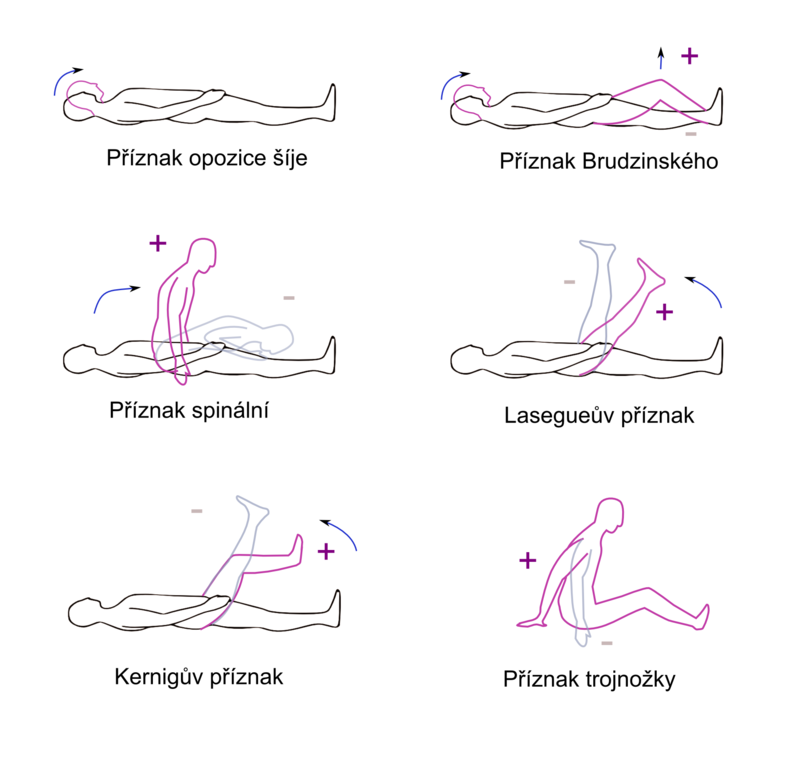 Příznak opozice šíje
+
-
Příznak Brudzinského
+
-
Příznak spinální
-
+
Lasegueův příznak
-
+
Kernigův příznak
+
-
Příznak trojnožky